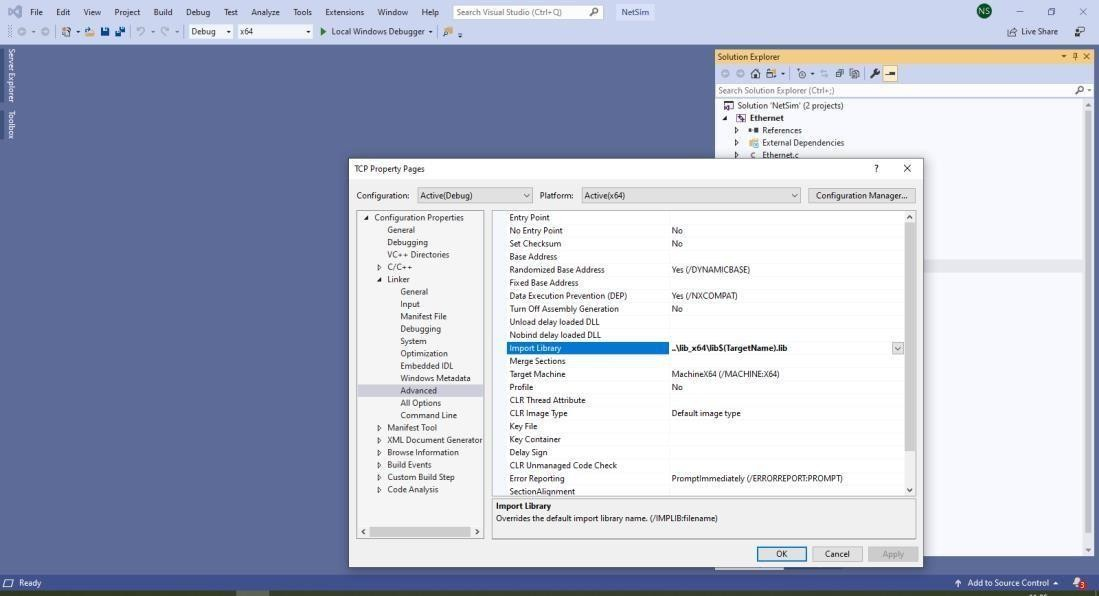 File Edit View Project Build Debug Test Analyze Tools Extensions Window Help Search Visual Studio (Ctrl+Q) NetSim NS
Debug x64 Local Windows Debugger Live Share
Server Explorer
Toolbox
Solution Explorer
Search Solution Explorer (Ctrl+;)
Solution 'NetSim' (2 projects)
Ethernet
References
External Dependencies
Ethernet.c
TCP Property Pages ?
Configuration: Active(Debug) Platform: Active(x64) Configuration Manager...
Configuration Properties
General
Debugging
VC++ Directories
C/C++
Linker
General
Input
Manifest File
Debugging
System
Optimization
Embedded IDL
Windows Metadata
Advanced
All Options
Command Line
Manifest Tool
XML Document Generator
Browse Information
Build Events
Custom Build Step
Code Analysis
Entry Point
No Entry Point No
Set Checksum No
Base Address
Randomized Base Address Yes (/DYNAMICBASE)
Fixed Base Address
Data Execution Prevention (DEP) Yes (/NXCOMPAT)
Turn Off Assembly Generation No
Unload delay loaded DLL
Nobind delay loaded DLL
Import Library ..\lib_x64\lib$(TargetName).lib
Merge Sections
Target Machine MachineX64 (/MACHINE:X64)
Profile No
CLR Thread Attribute
CLR Image Type Default image type
Key File
Key Container
Delay Sign
CLR Unmanaged Code Check
Error Reporting PromptImmediately (/ERRORREPORT:PROMPT)
SectionAlignment
Import Library
Overrides the default import library name. (/IMPLIB:filename)
OK Cancel Apply
Ready Add to Source Control 3